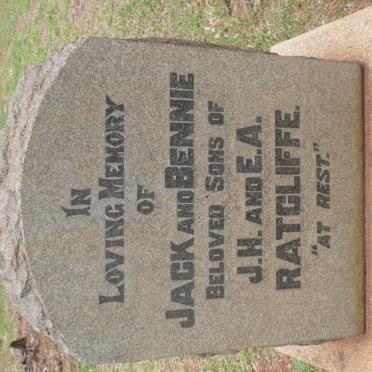 IN
LOVING MEMORY
OF
JACK AND BENNIE
BELOVED SONS OF
J.H. AND E.A.
RATCLIFFE.
"AT REST."